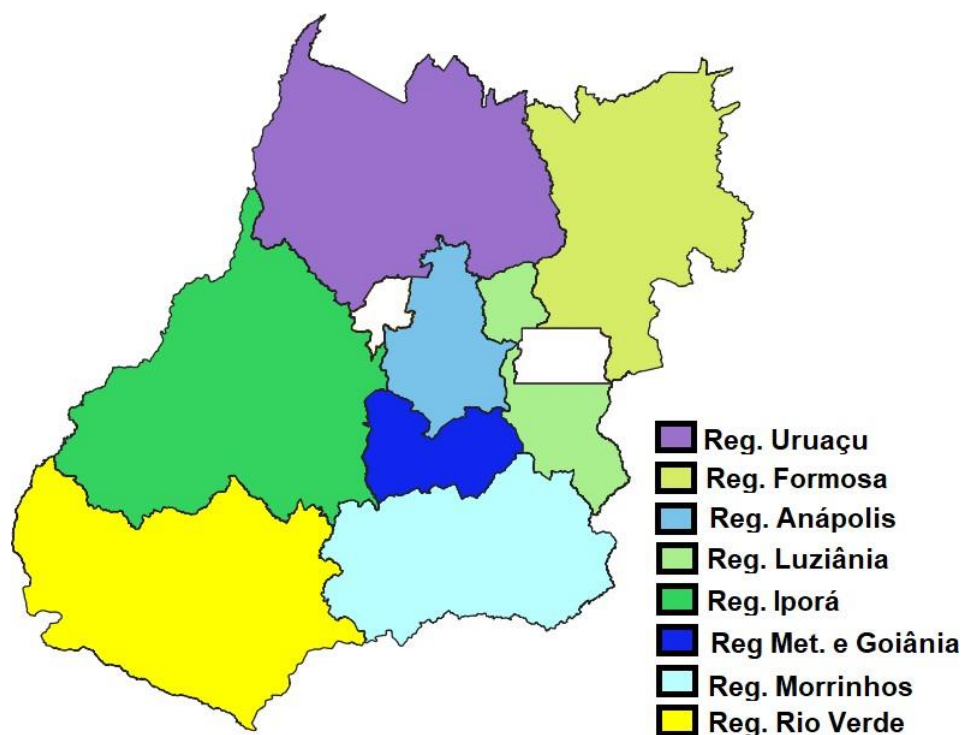 Reg. Uruaçu
Reg. Formosa
Reg. Anápolis
Reg. Luziânia
Reg. Iporá
Reg Met. e Goiânia
Reg. Morrinhos
Reg. Rio Verde